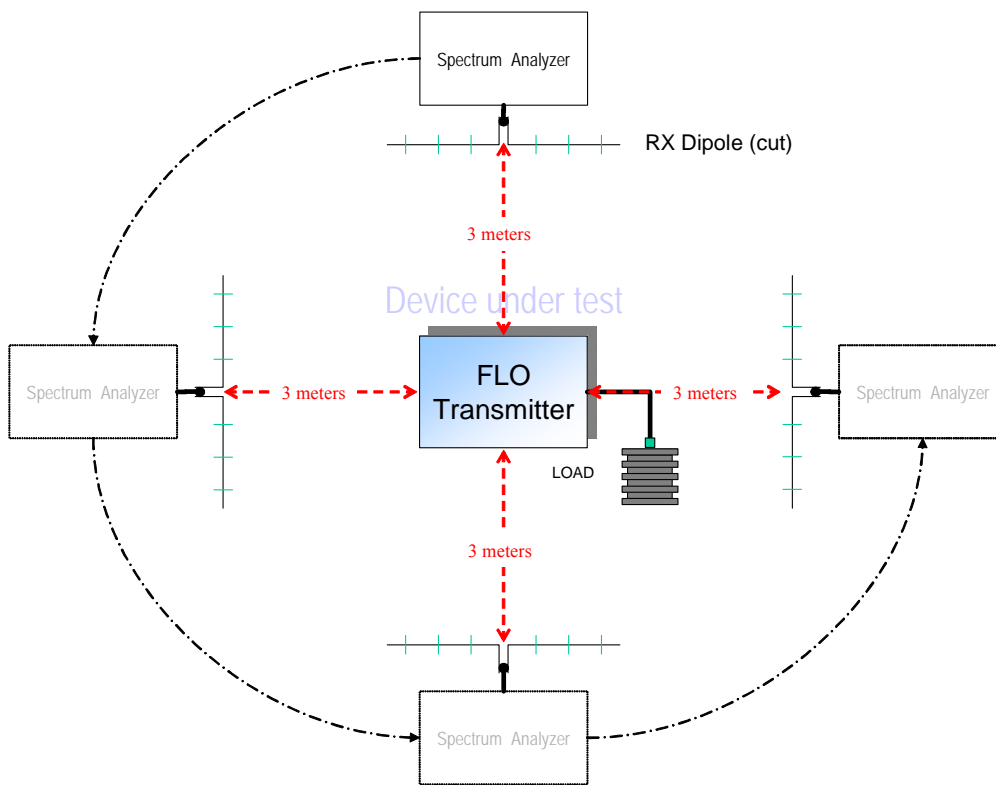 Spectrum Analyzer
RX Dipole (cut)
3 meters
Device under test
Spectrum Analyzer
3 meters
FLO
Transmitter
3 meters
Spectrum Analyzer
LOAD
3 meters
Spectrum Analyzer